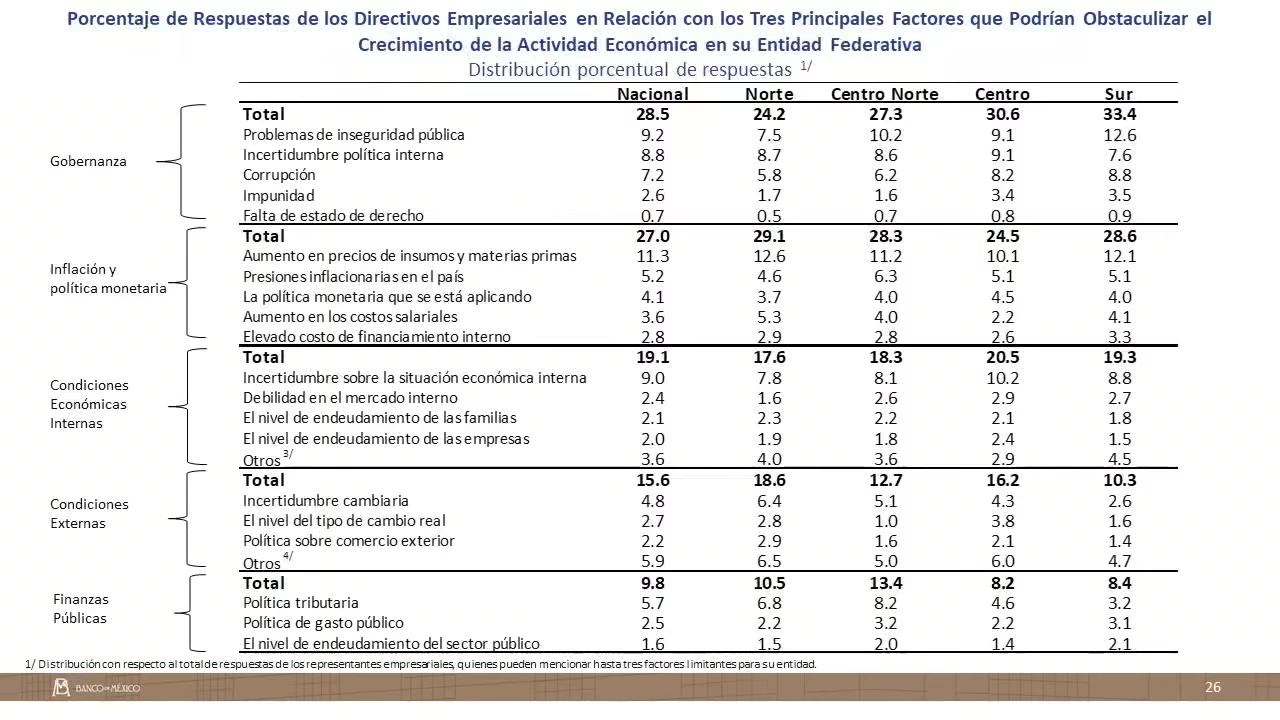 Porcentaje de Respuestas de los Directivos Empresariales en Relación con los Tres Principales Factores que Podrían Obstaculizar el
Crecimiento de la Actividad Económica en su Entidad Federativa
Distribución porcentual de respuestas 1/
Nacional Norte Centro Norte Centro Sur
Gobernanza
Total 28.5 24.2 27.3 30.6 33.4
Problemas de inseguridad pública 9.2 7.5 10.2 9.1 12.6
Incertidumbre política interna 8.8 8.7 8.6 9.1 7.6
Corrupción 7.2 5.8 6.2 8.2 8.8
Impunidad 2.6 1.7 1.6 3.4 3.5
Falta de estado de derecho 0.7 0.5 0.7 0.8 0.9
Inflación y
política monetaria
Total 27.0 29.1 28.3 24.5 28.6
Aumento en precios de insumos y materias primas 11.3 12.6 11.2 10.1 12.1
Presiones inflacionarias en el país 5.2 4.6 6.3 5.1 5.1
La política monetaria que se está aplicando 4.1 3.7 4.0 4.5 4.0
Aumento en los costos salariales 3.6 5.3 4.0 2.2 4.1
Elevado costo de financiamiento interno 2.8 2.9 2.8 2.6 3.3
Condiciones
Económicas
Internas
Total 19.1 17.6 18.3 20.5 19.3
Incertidumbre sobre la situación económica interna 9.0 7.8 8.1 10.2 8.8
Debilidad en el mercado interno 2.4 1.6 2.6 2.9 2.7
El nivel de endeudamiento de las familias 2.1 2.3 2.2 2.1 1.8
El nivel de endeudamiento de las empresas 2.0 1.9 1.8 2.4 1.5
Otros 3/ 3.6 4.0 3.6 2.9 4.5
Condiciones
Externas
Total 15.6 18.6 12.7 16.2 10.3
Incertidumbre cambiaria 4.8 6.4 5.1 4.3 2.6
El nivel del tipo de cambio real 2.7 2.8 1.0 3.8 1.6
Política sobre comercio exterior 2.2 2.9 1.6 2.1 1.4
Otros 4/ 5.9 6.5 5.0 6.0 4.7
Finanzas
Públicas
Total 9.8 10.5 13.4 8.2 8.4
Política tributaria 5.7 6.8 8.2 4.6 3.2
Política de gasto público 2.5 2.2 3.2 2.2 3.1
El nivel de endeudamiento del sector público 1.6 1.5 2.0 1.4 2.1
1/ Distribución con respecto al total de respuestas de los representantes empresariales, quienes pueden mencionar hasta tres factores limitantes para su entidad.
BANCO DE MÉXICO
26